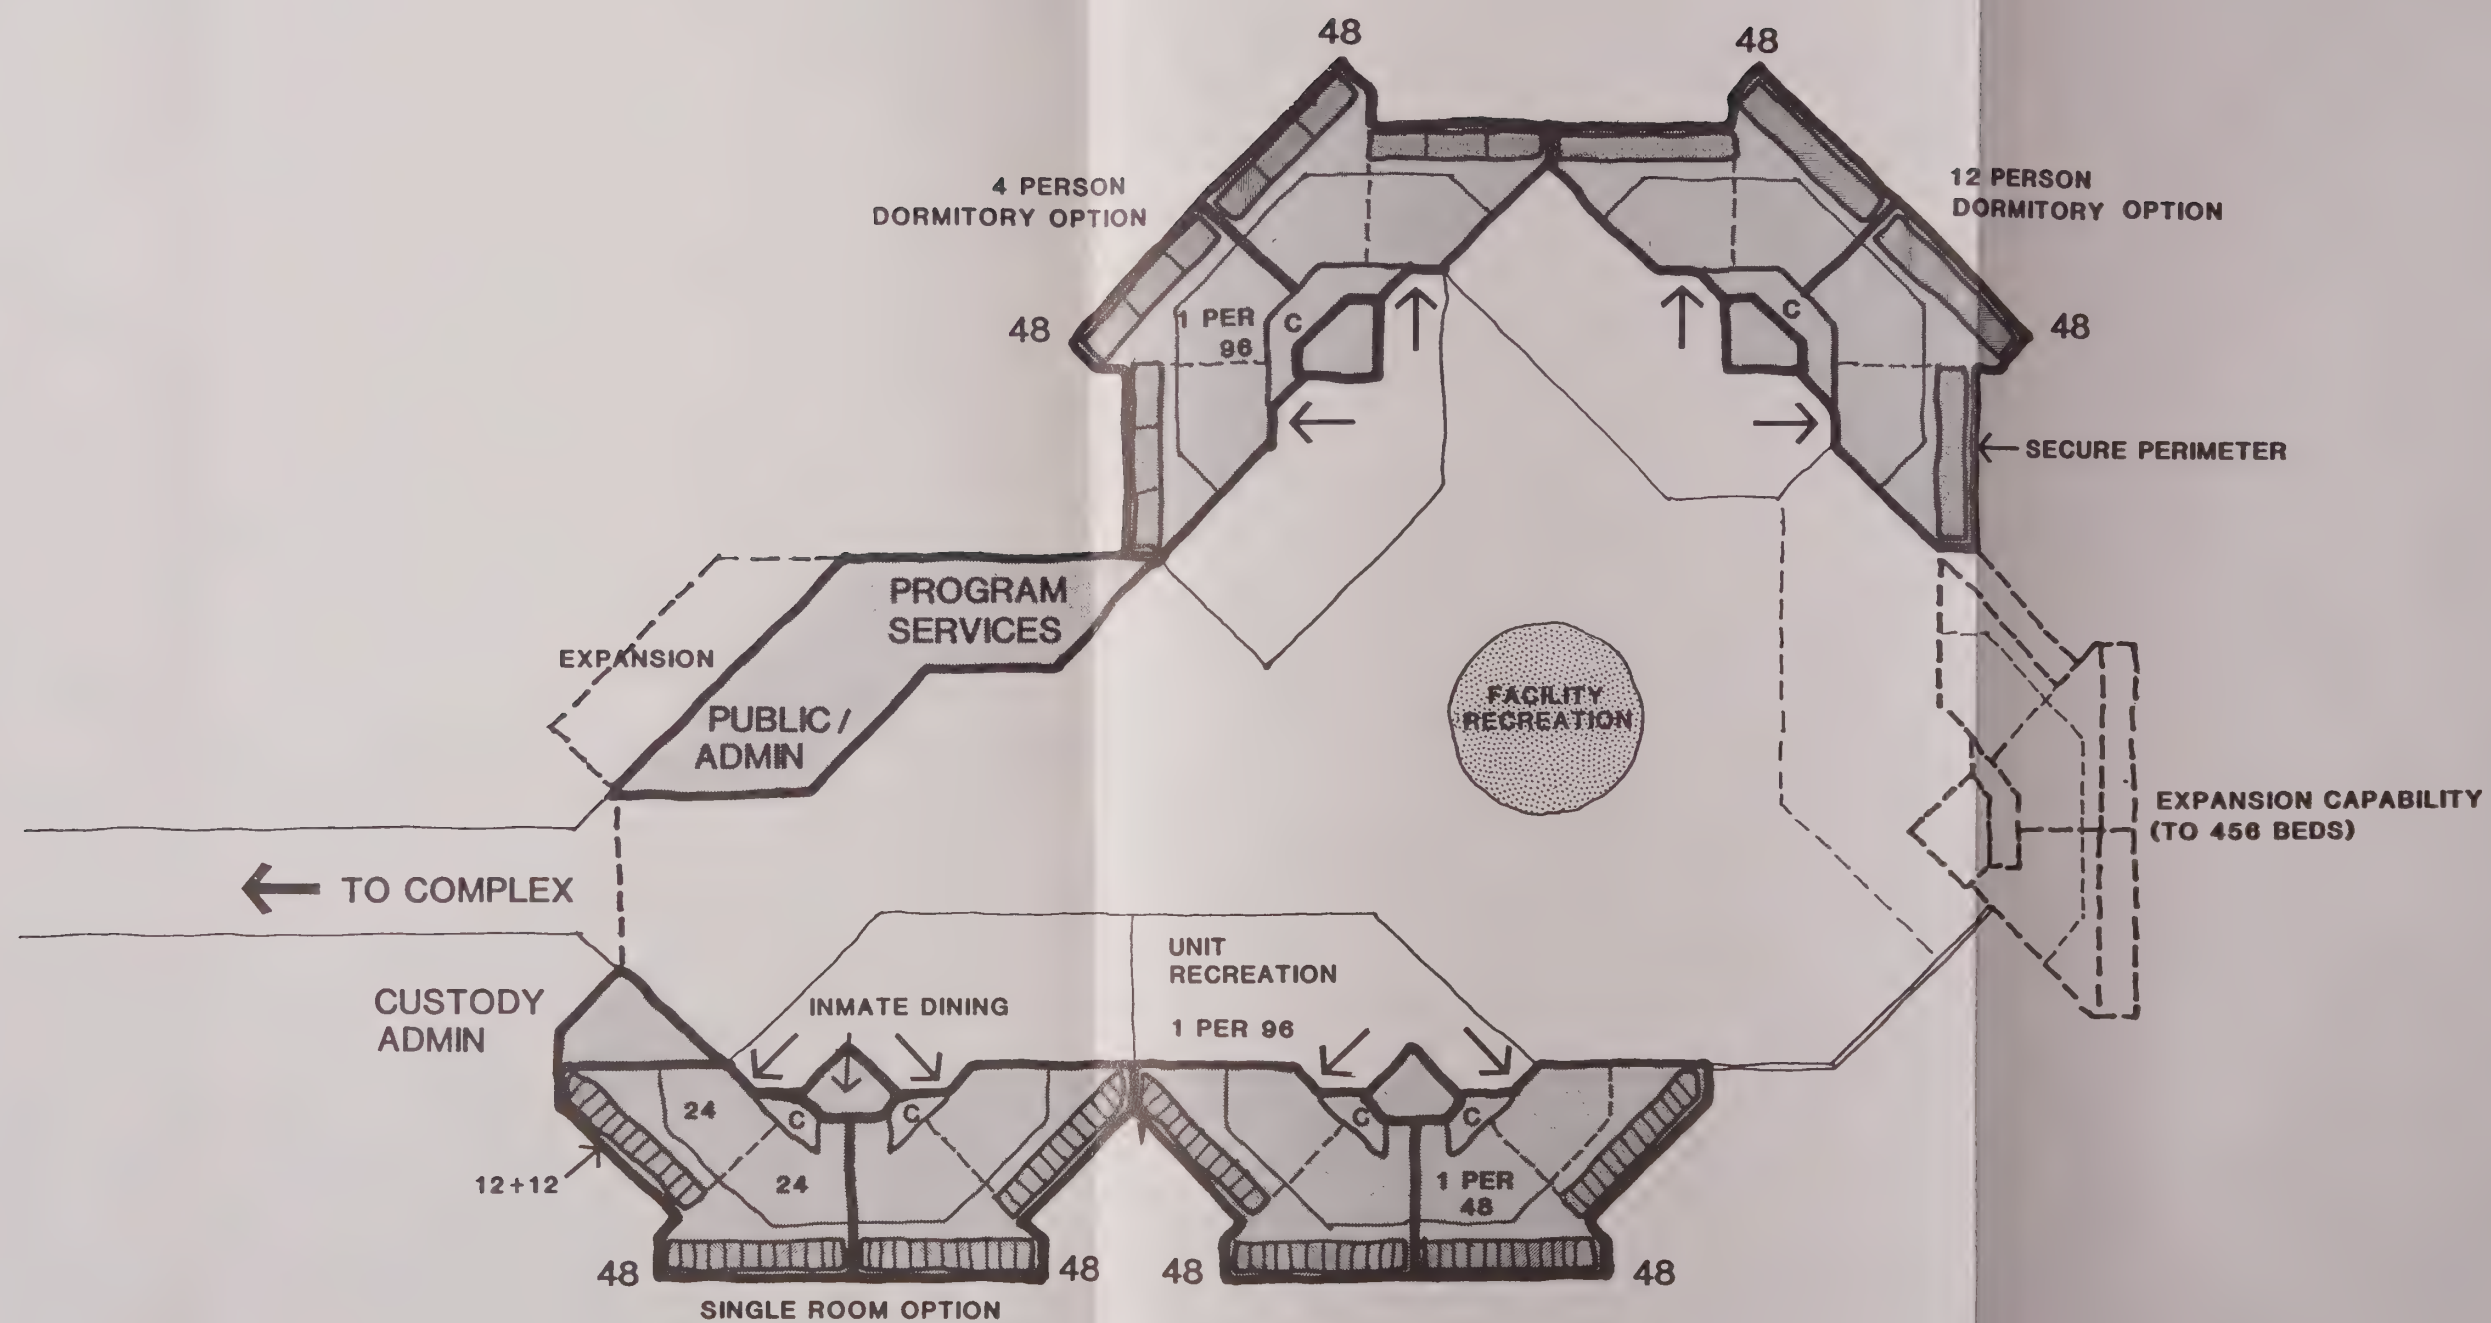 48
48
4 PERSON
DORMITORY OPTION
12 PERSON
DORMITORY OPTION
48
1 PER
96
C
C
48
SECURE PERIMETER
PROGRAM
SERVICES
EXPANSION
PUBLIC /
ADMIN
FACILITY
RECREATION
EXPANSION CAPABILITY
(TO 456 BEDS)
TO COMPLEX
UNIT
RECREATION
1 PER 96
CUSTODY
ADMIN
INMATE DINING
24
C
C
C
C
12+12
24
1 PER
48
48
48
48
48
SINGLE ROOM OPTION